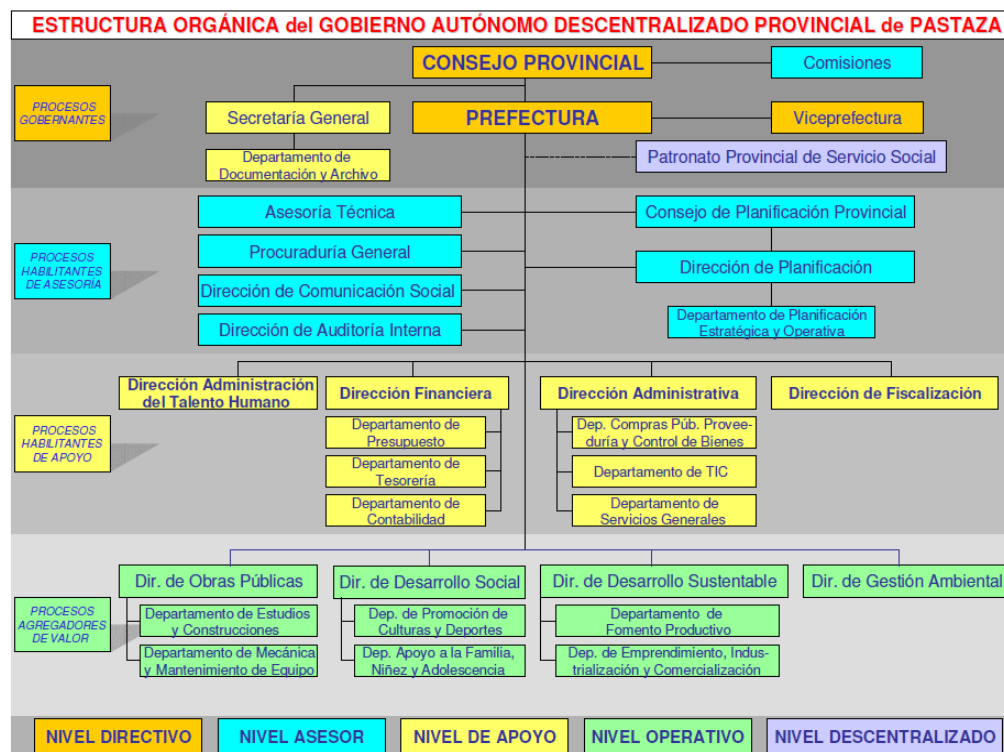 ESTRUCTURA ORGÁNICA del GOBIERNO AUTÓNOMO DESCENTRALIZADO PROVINCIAL de PASTAZA
CONSEJO PROVINCIAL
Comisiones
PROCESOS
GOBERNANTES
Secretaría General
PREFECTURA
Viceprefectura
Departamento de
Documentación y Archivo
Patronato Provincial de Servicio Social
PROCESOS
HABILITANTES
DE ASESORÍA
Asesoría Técnica
Consejo de Planificación Provincial
Procuraduría General
Dirección de Planificación
Dirección de Comunicación Social
Departamento de Planificación
Estratégica y Operativa
Dirección de Auditoría Interna
PROCESOS
HABILITANTES
DE APOYO
Dirección Administración
del Talento Humano
Dirección Financiera
Departamento de
Presupuesto
Departamento de
Tesorería
Departamento de
Contabilidad
Dirección Administrativa
Dep. Compras Púb. Provee-
duría y Control de Bienes
Departamento de TIC
Departamento de
Servicios Generales
Dirección de Fiscalización
PROCESOS
AGREGADORES
DE VALOR
Dir. de Obras Públicas
Departamento de Estudios
y Construcciones
Departamento de Mecánica
y Mantenimiento de Equipo
Dir. de Desarrollo Social
Dep. de Promoción de
Culturas y Deportes
Dep. Apoyo a la Familia,
Niñez y Adolescencia
Dir. de Desarrollo Sustentable
Departamento de
Fomento Productivo
Dep. de Emprendimiento, Indus-
trialización y Comercialización
Dir. de Gestión Ambiental
NIVEL DIRECTIVO
NIVEL ASESOR
NIVEL DE APOYO
NIVEL OPERATIVO
NIVEL DESCENTRALIZADO